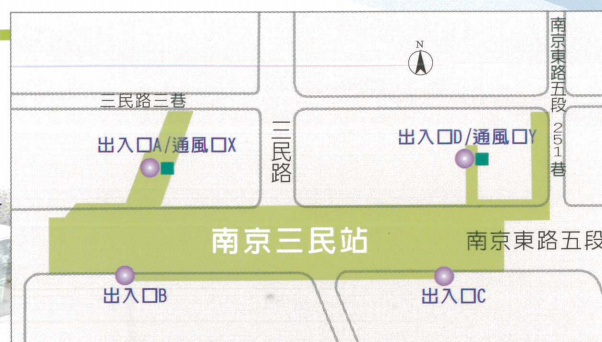 N
南京東路五段251巷
三民路三巷
出入口A/通風口X
三民路
出入口D/通風口Y
南京三民站
南京東路五段
出入口B
出入口C